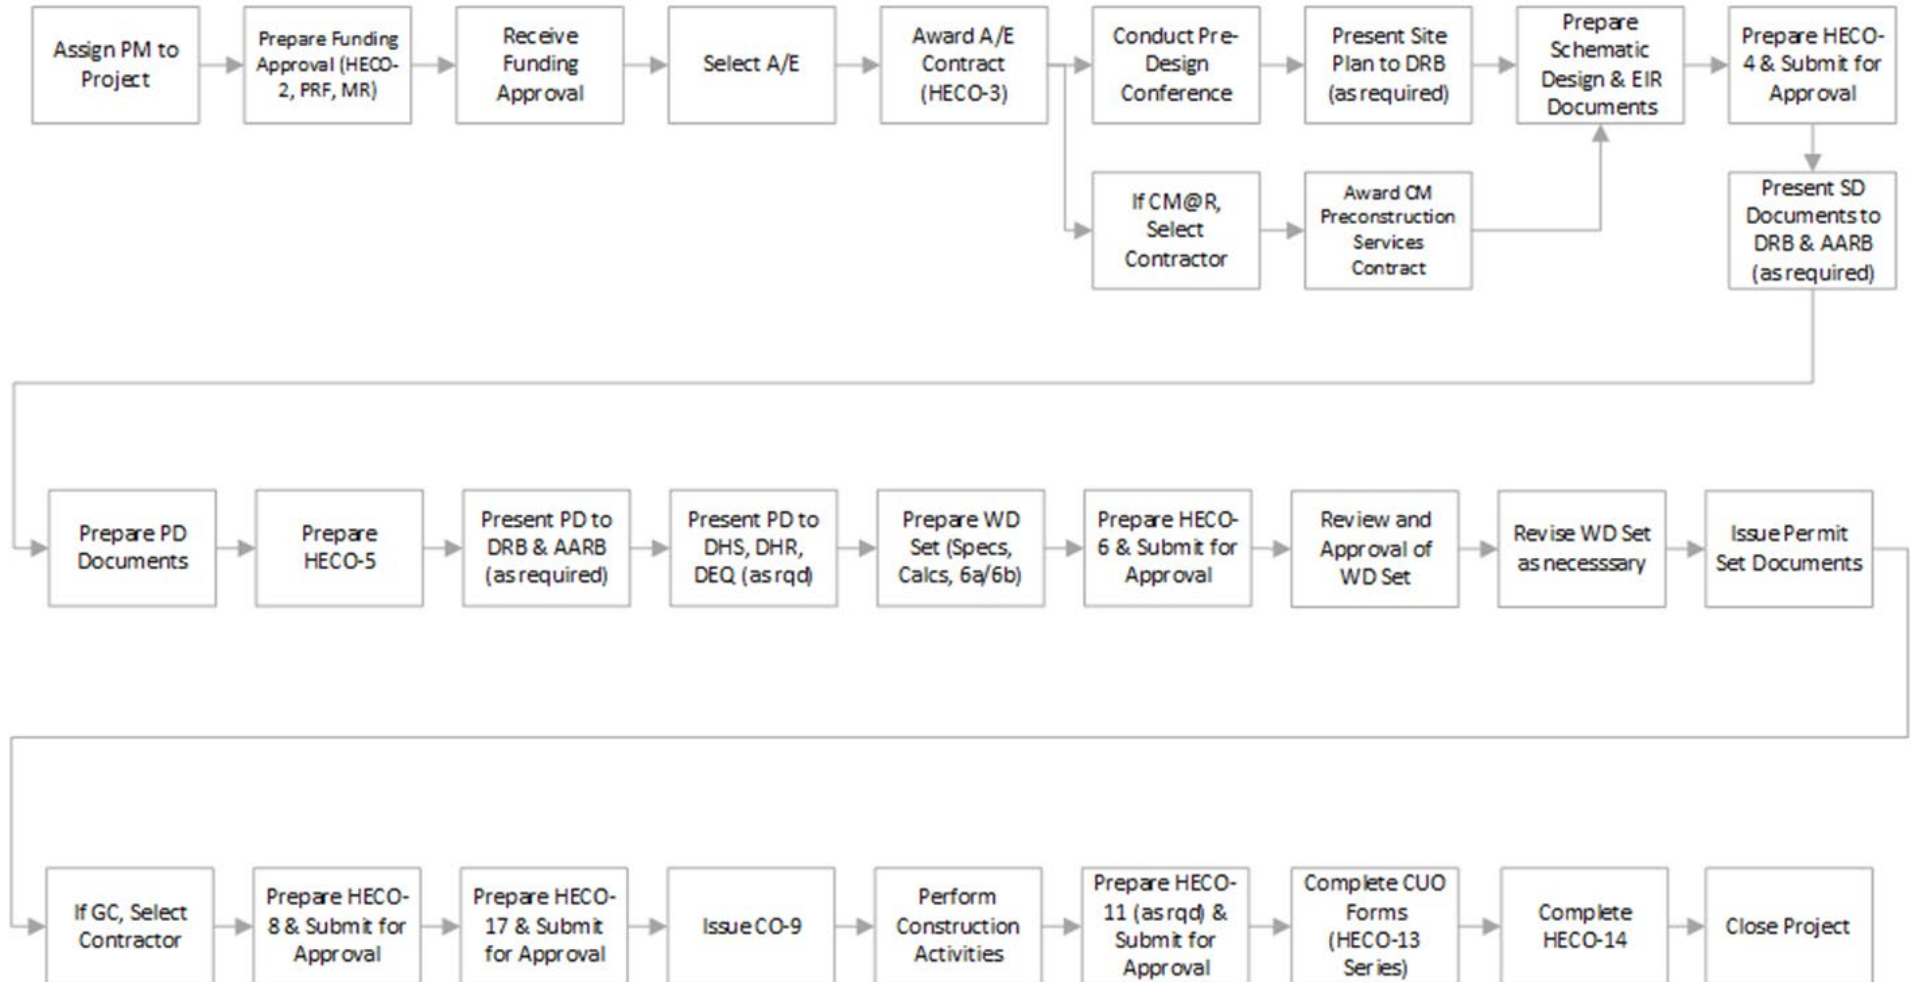 Assign PM to
Project
Prepare Funding
Approval (HECO-
2, PRF, MR)
Receive
Funding
Approval
Select A/E
Award A/E
Contract
(HECO-3)
Conduct Pre-
Design
Conference
Present Site
Plan to DRB
(as required)
Prepare
Schematic
Design & EIR
Documents
Prepare HECO-
4 & Submit for
Approval
If CM@R,
Select
Contractor
Award CM
Preconstruction
Services
Contract
Present SD
Documents to
DRB & AARB
(as required)
Prepare PD
Documents
Prepare
HECO-5
Present PD to
DRB & AARB
(as required)
Present PD to
DHS, DHR,
DEQ (as rqd)
Prepare WD
Set (Specs,
Calcs, 6a/6b)
Prepare HECO-
6 & Submit for
Approval
Review and
Approval of
WD Set
Revise WD Set
as necesssary
Issue Permit
Set Documents
If GC, Select
Contractor
Prepare HECO-
8 & Submit for
Approval
Prepare HECO-
17 & Submit
for Approval
Issue CO-9
Perform
Construction
Activities
Prepare HECO-
11 (as rqd) &
Submit for
Approval
Complete CUO
Forms
(HECO-13
Series)
Complete
HECO-14
Close Project